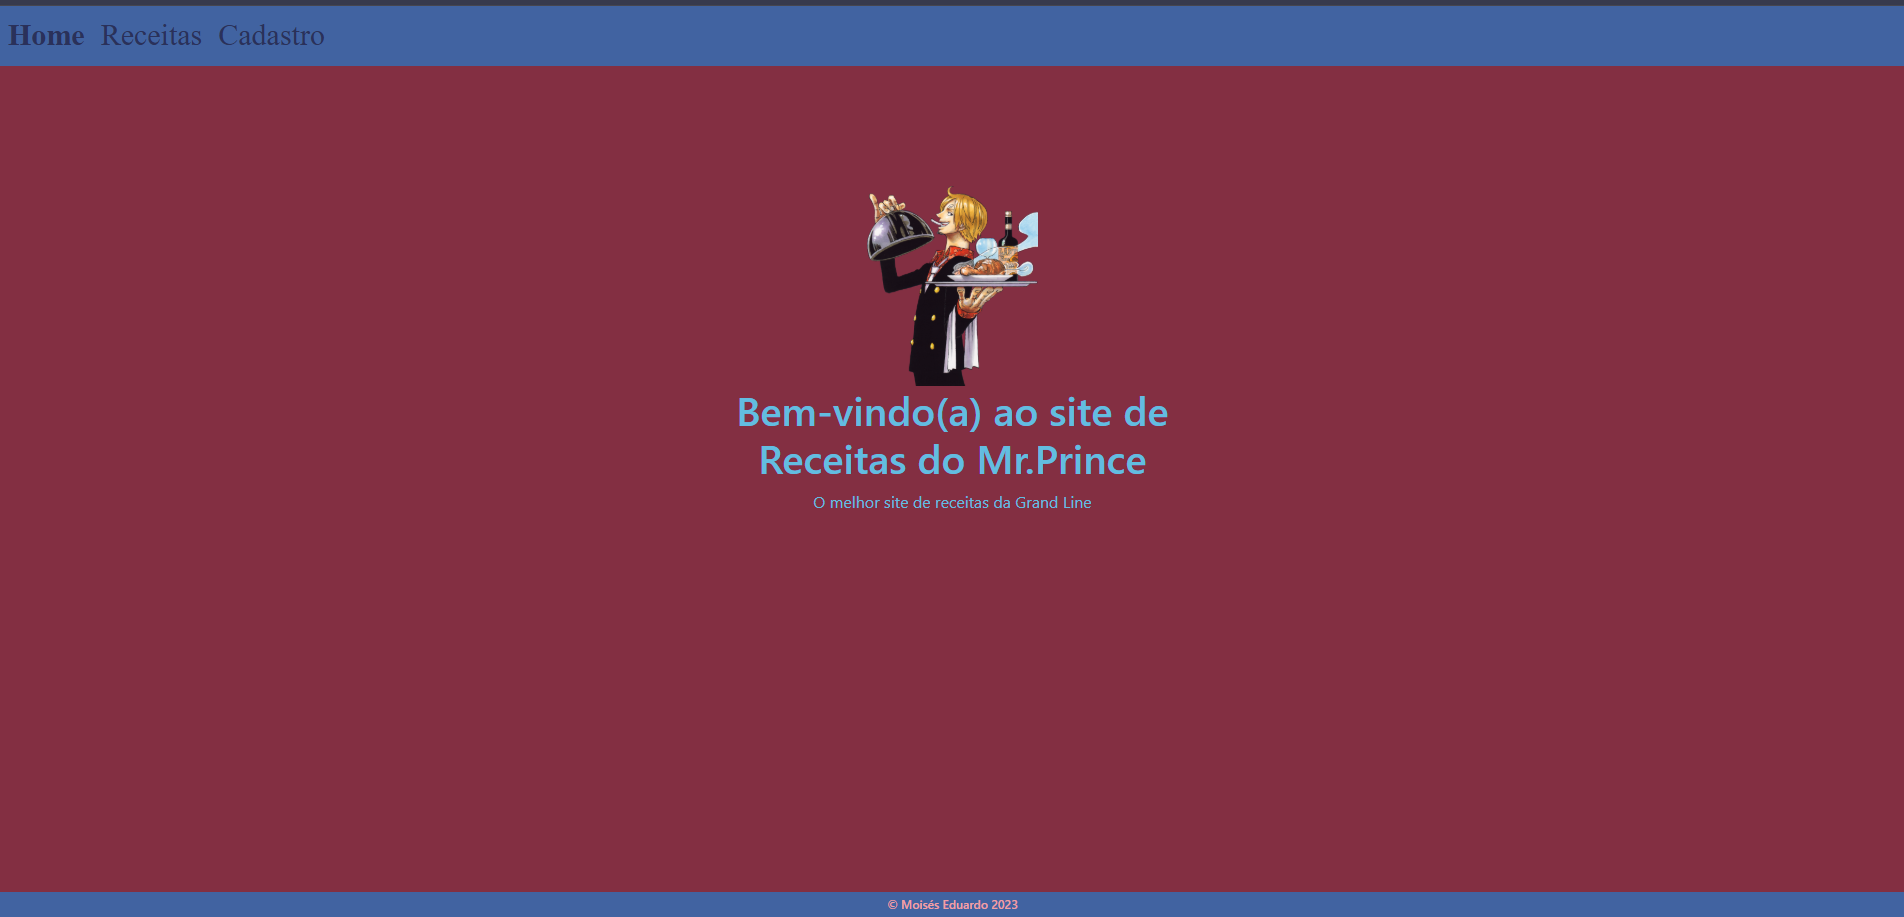 Home Receitas Cadastro
Bem-vindo(a) ao site de
Receitas do Mr.Prince
O melhor site de receitas da Grand Line
© Moisés Eduardo 2023